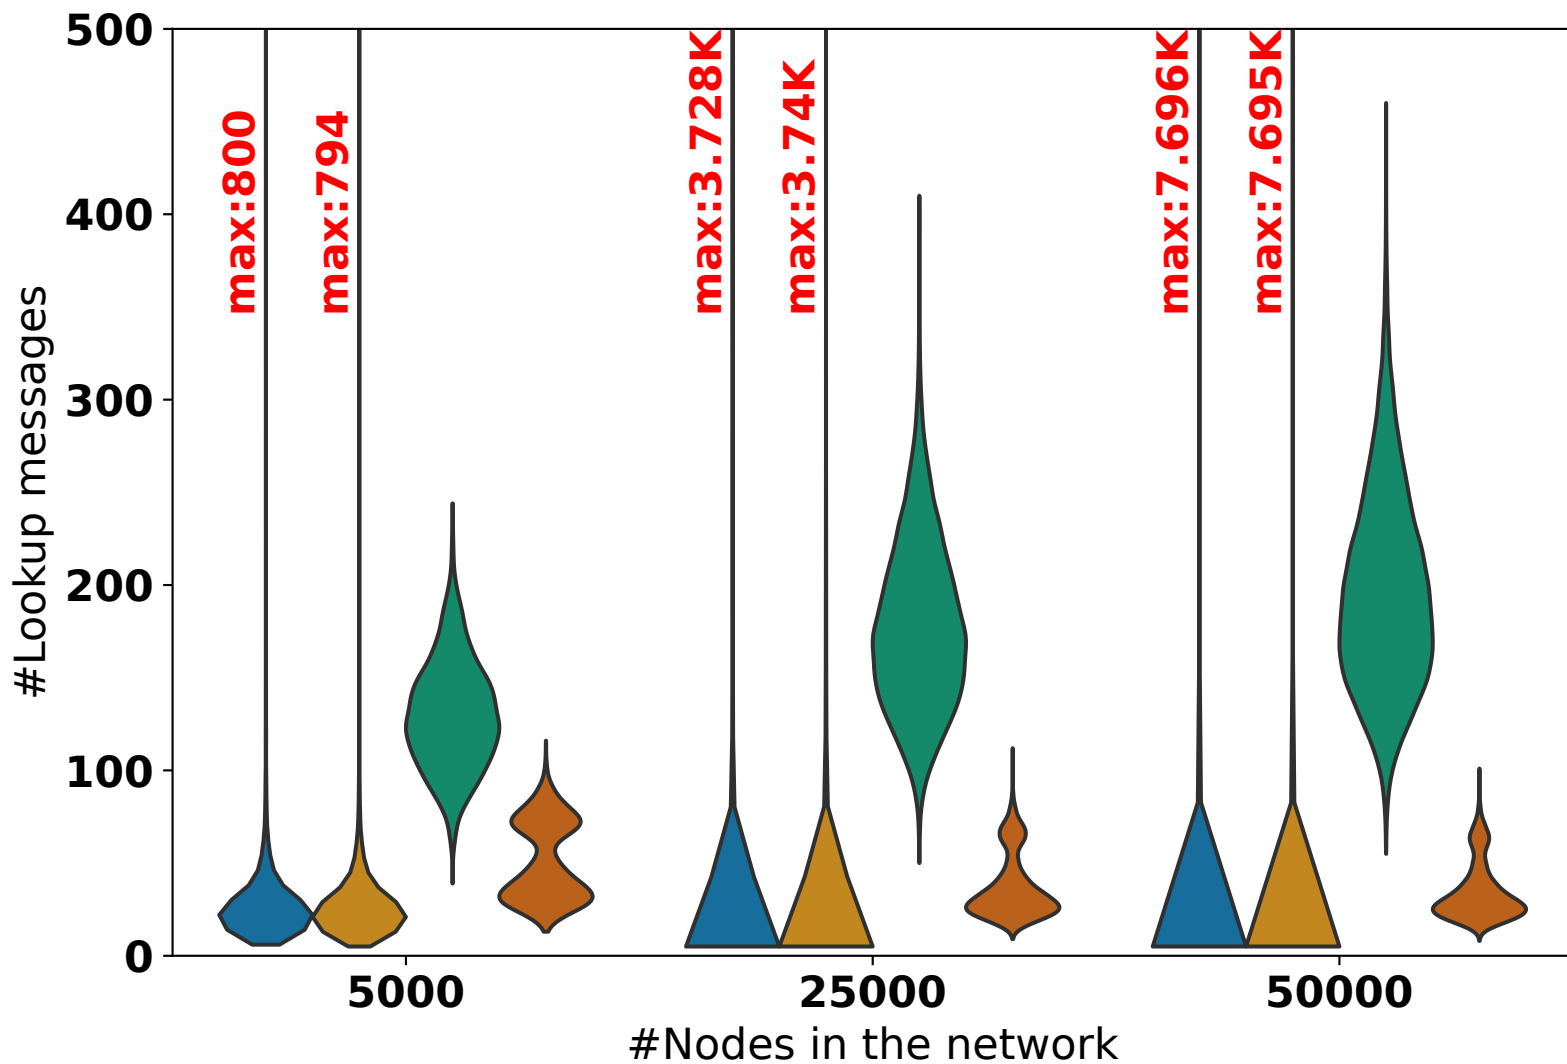 500
400
300
200
100
0
#Lookup messages
max:800
max:794
max:3.728K
max:3.74K
max:7.696K
max:7.695K
5000
25000
50000
#Nodes in the network